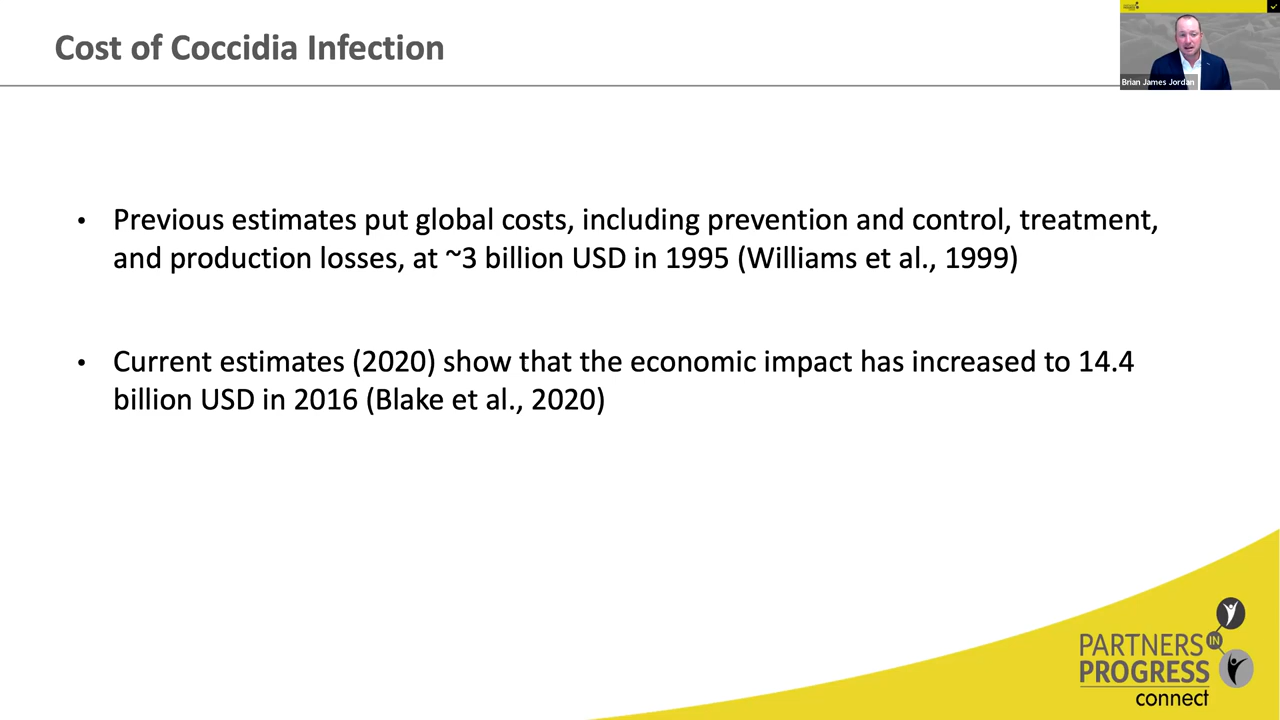 Cost of Coccidia Infection
Brian James Jordan
• Previous estimates put global costs, including prevention and control, treatment,
and production losses, at ~3 billion USD in 1995 (Williams et al., 1999)
• Current estimates (2020) show that the economic impact has increased to 14.4
billion USD in 2016 (Blake et al., 2020)
PARTNERS IN
PROGRESS
connect